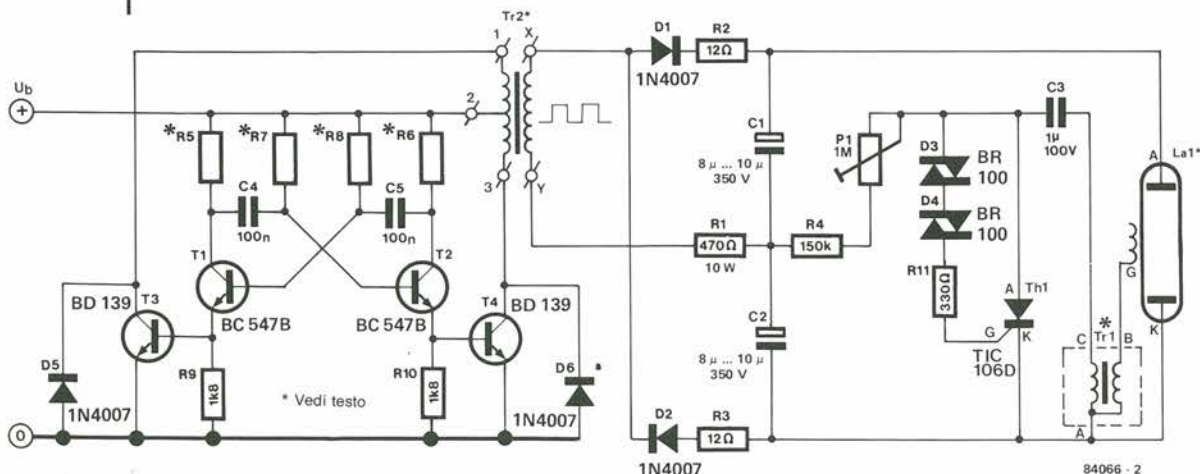 Tr2*
1
X
D1
R2
12Ω
1N4007
Ub
+
2
*R5
*R7
*R8
*R6
C4
100n
C5
100n
3
Y
C1
8 µ ... 10 µ
350 V
P1
1M
C3
1µ
100V
D3
BR
100
D4
BR
100
La1*
A
G
K
T1
BC 547B
T2
BC 547B
R1
470Ω
10 W
R4
150k
R11
330Ω
A
Th1
G
K
TIC
106D
BD 139
T3
T4
BD 139
C2
8 µ ... 10 µ
350 V
*
C
Tr1
B
A
D5
1N4007
R9
1k8
* Vedi testo
R10
1k8
D6
a
1N4007
D2
R3
12Ω
1N4007
0
84066 - 2